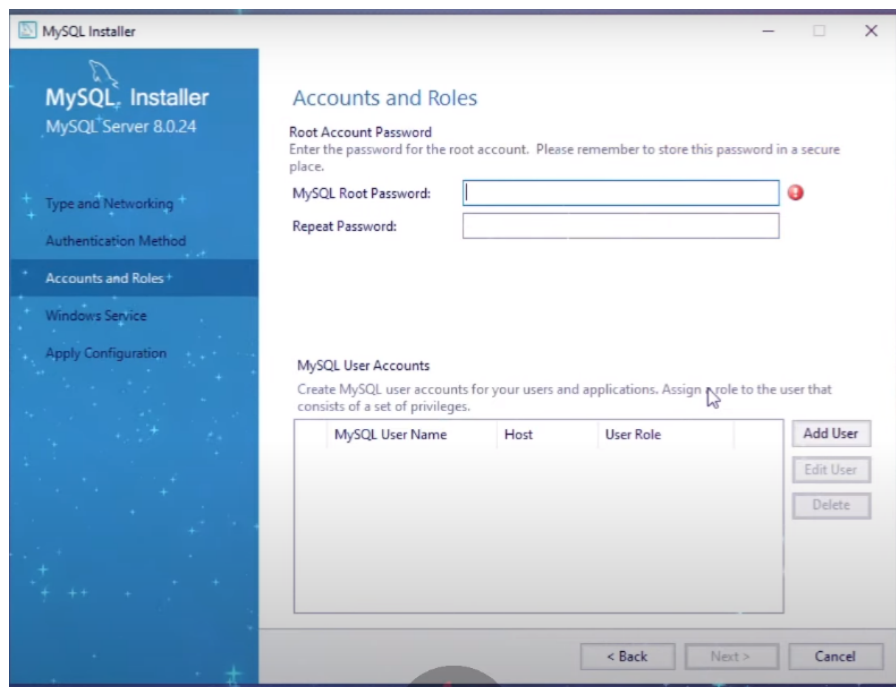 MySQL Installer
MySQL. Installer
MySQL Server 8.0.24
Type and Networking
Authentication Method
Accounts and Roles
Windows Service
Apply Configuration
Accounts and Roles
Root Account Password
Enter the password for the root account. Please remember to store this password in a secure
place.
MySQL Root Password:
Repeat Password:
MySQL User Accounts
Create MySQL user accounts for your users and applications. Assign a role to the user that
consists of a set of privileges.
MySQL User Name Host User Role
Add User
Edit User
Delete
< Back Next > Cancel